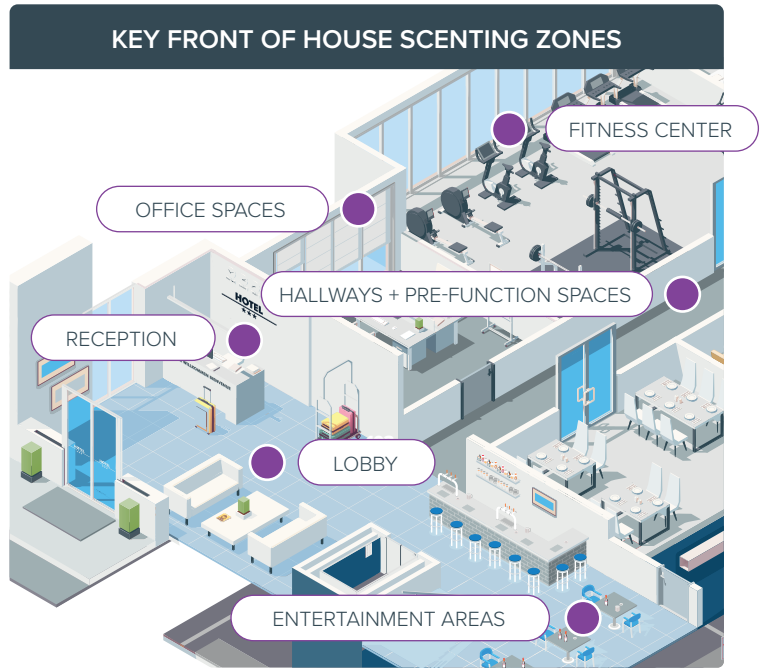 KEY FRONT OF HOUSE SCENTING ZONES
FITNESS CENTER
OFFICE SPACES
HALLWAYS + PRE-FUNCTION SPACES
HOTEL
RECEPTION
LOBBY
ENTERTAINMENT AREAS